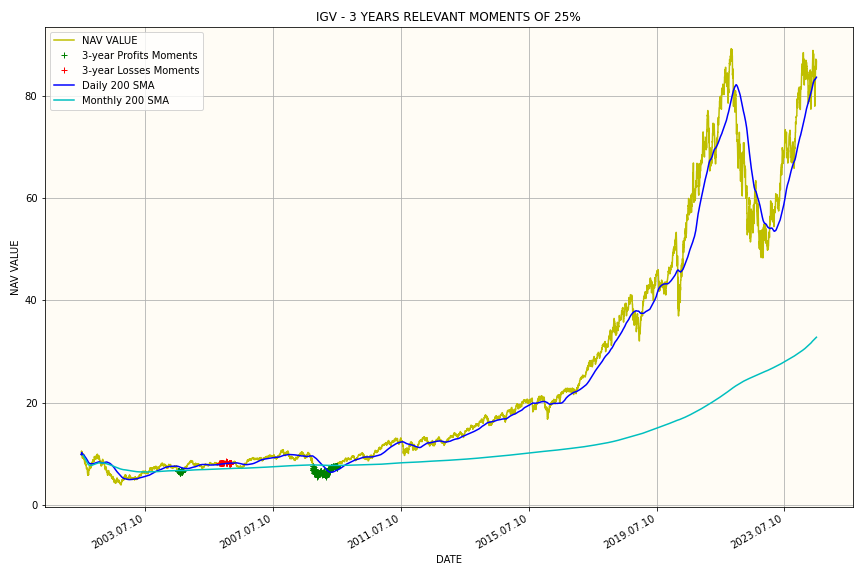 IGV - 3 YEARS RELEVANT MOMENTS OF 25%
NAV VALUE
3-year Profits Moments
3-year Losses Moments
Daily 200 SMA
Monthly 200 SMA
NAV VALUE
80
60
40
20
0
2003.07.10
2007.07.10
2011.07.10
2015.07.10
2019.07.10
2023.07.10
DATE